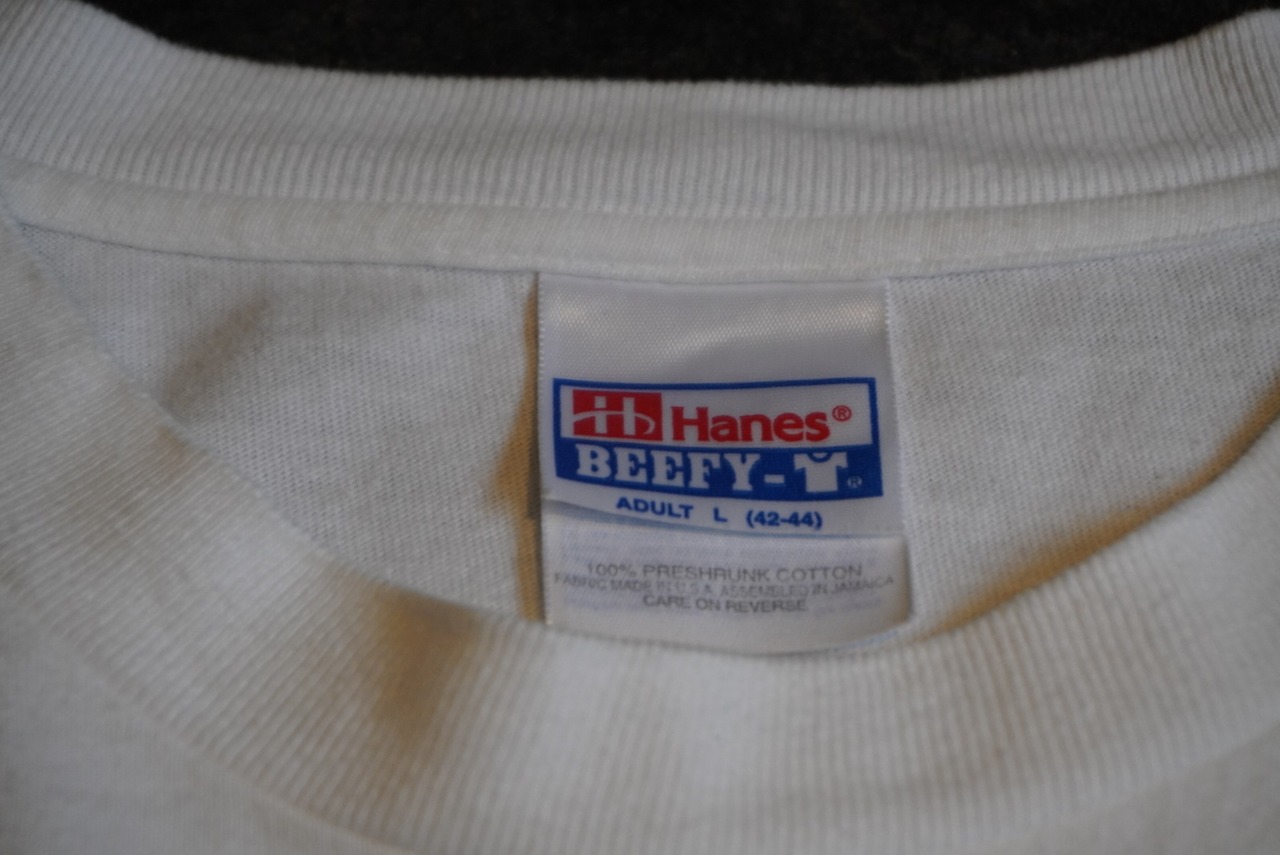 Hanes®
BEEFY-T®
ADULT L (42-44)
100% PRESHRUNK COTTON
FABRIC MADE IN U.S.A. ASSEMBLED IN JAMAICA
CARE ON REVERSE